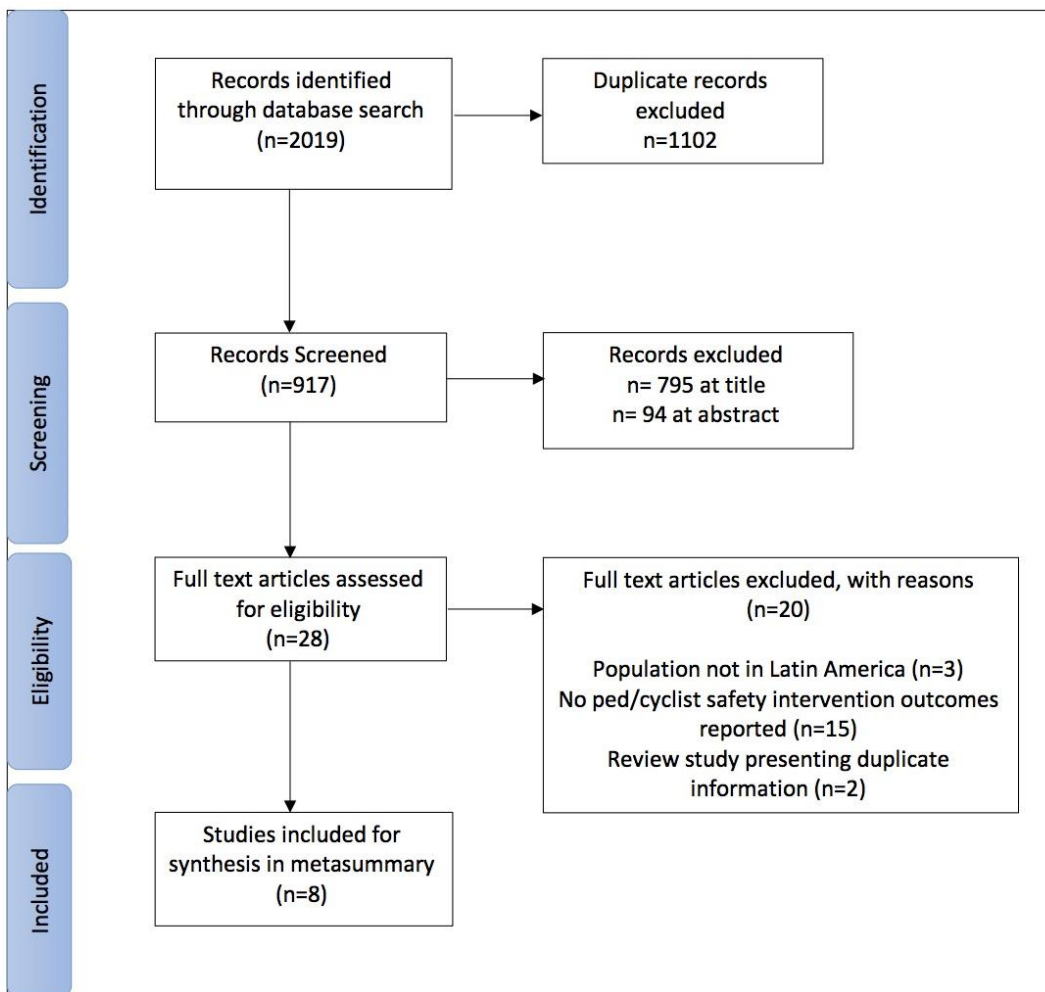 Identification
Records identified
through database search
(n=2019)
Duplicate records
excluded
n=1102
Screening
Records Screened
(n=917)
Records excluded
n= 795 at title
n= 94 at abstract
Eligibility
Full text articles assessed
for eligibility
(n=28)
Full text articles excluded, with reasons
(n=20)
Population not in Latin America (n=3)
No ped/cyclist safety intervention outcomes
reported (n=15)
Review study presenting duplicate
information (n=2)
Included
Studies included for
synthesis in metasummary
(n=8)